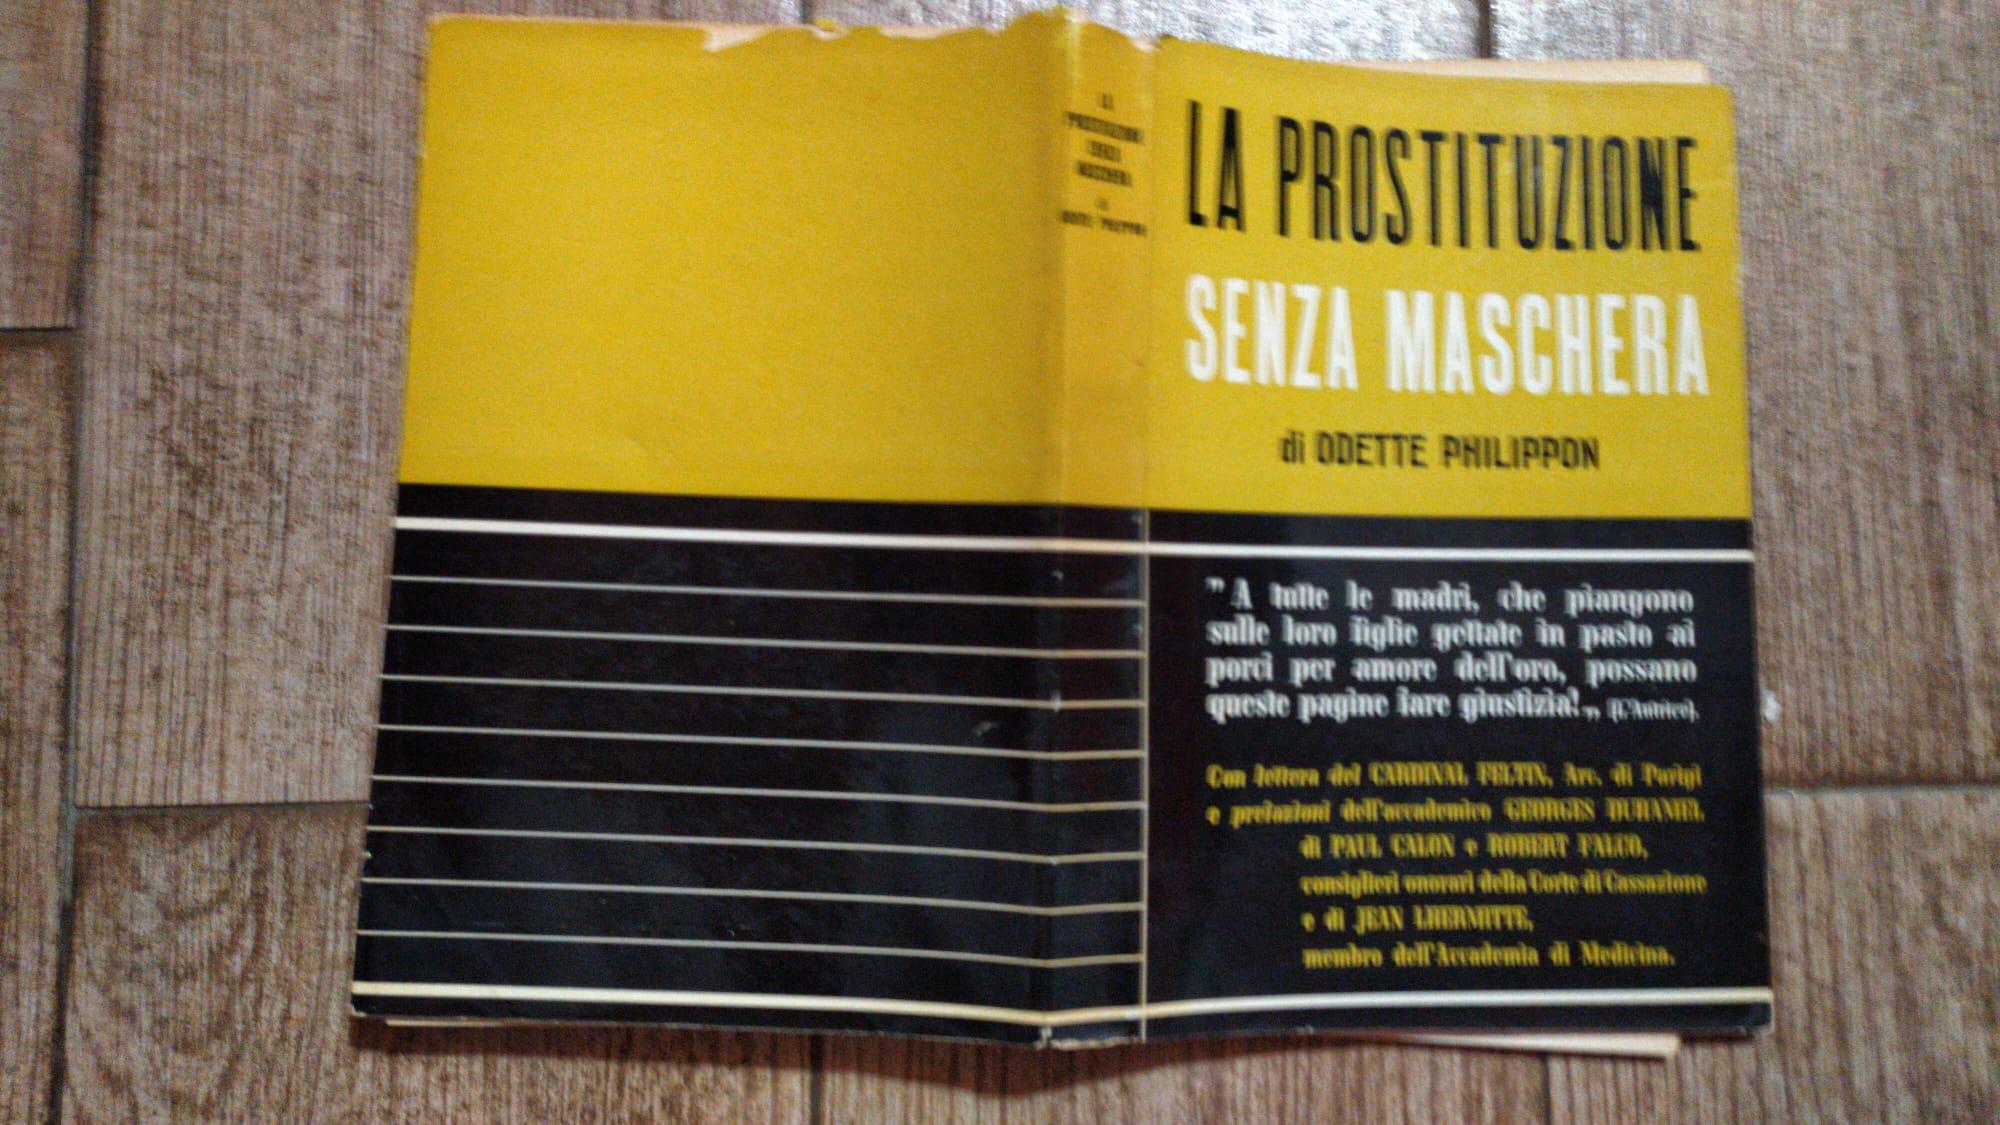 LA
PROSTITUZIONE
SENZA
MASCHERA
LA PROSTITUZIONE
SENZA MASCHERA
di ODETTE PHILIPPON
" A tutte le madri, che piangono
sulle loro figlie gettate in pasto ai
porci per amore dell'oro, possano
queste pagine fare giustizia!„ (L'Autrice).
Con lettera del CARDINAL FELTIN, Arc. di Parigi
e prefazioni dell'accademico GEORGES DUHAMEL
di PAUL CALON e ROBERT FALCO,
consiglieri onorari della Corte di Cassazione
e di JEAN LHERMITTE,
membro dell'Accademia di Medicina.